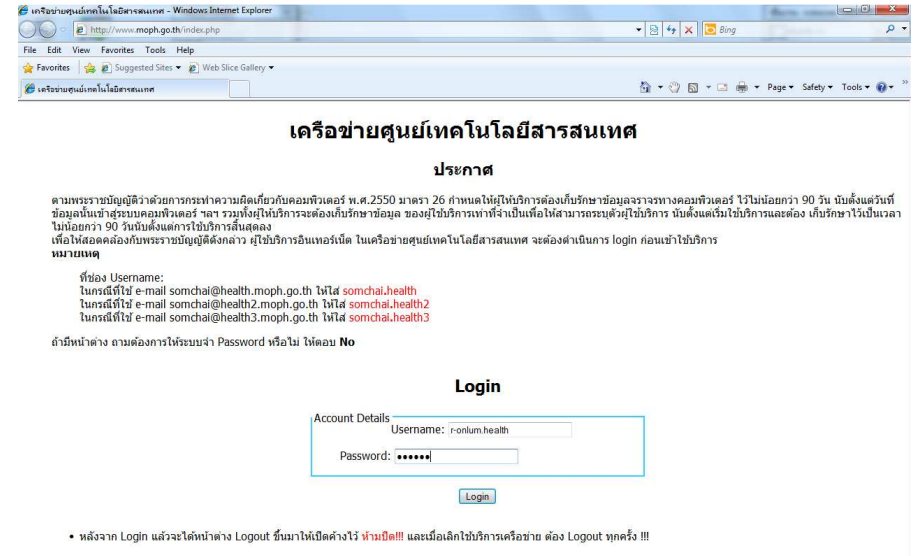 เครือข่ายศูนย์เทคโนโลยีสารสนเทศ - Windows Internet Explorer
http://www.moph.go.th/index.php
Bing
File Edit View Favorites Tools Help
Favorites Suggested Sites Web Slice Gallery
เครือข่ายศูนย์เทคโนโลยีสารสนเทศ Page Safety Tools
เครือข่ายศูนย์เทคโนโลยีสารสนเทศ
ประกาศ
ตามพระราชบัญญัติว่าด้วยการกระทำความผิดเกี่ยวกับคอมพิวเตอร์ พ.ศ.2550 มาตรา 26 กำหนดให้ผู้ให้บริการต้องเก็บรักษาข้อมูลจราจรทางคอมพิวเตอร์ ไว้ไม่น้อยกว่า 90 วัน นับตั้งแต่วันที่
ข้อมูลนั้นเข้าสู่ระบบคอมพิวเตอร์ ฯลฯ รวมทั้งผู้ให้บริการจะต้องเก็บรักษาข้อมูล ของผู้ใช้บริการเท่าที่จำเป็นเพื่อให้สามารถระบุตัวผู้ใช้บริการ นับตั้งแต่เริ่มใช้บริการและต้อง เก็บรักษาไว้เป็นเวลา
ไม่น้อยกว่า 90 วันนับตั้งแต่การใช้บริการสิ้นสุดลง
เพื่อให้สอดคล้องกับพระราชบัญญัติดังกล่าว ผู้ใช้บริการอินเทอร์เน็ต ในเครือข่ายศูนย์เทคโนโลยีสารสนเทศ จะต้องดำเนินการ login ก่อนเข้าใช้บริการ
หมายเหตุ
ที่ช่อง Username:
ในกรณีที่ใช้ e-mail somchai@health.moph.go.th ให้ใส่ somchai.health
ในกรณีที่ใช้ e-mail somchai@health2.moph.go.th ให้ใส่ somchai.health2
ในกรณีที่ใช้ e-mail somchai@health3.moph.go.th ให้ใส่ somchai.health3
ถ้ามีหน้าต่าง ถามต้องการให้ระบบจำ Password หรือไม่ ให้ตอบ No
Login
Account Details
Username: r-onlum.health
Password: ••••••
Login
• หลังจาก Login แล้วจะได้หน้าต่าง Logout ขึ้นมาให้เปิดค้างไว้ ห้ามปิด!!! และเมื่อเลิกใช้บริการเครือข่าย ต้อง Logout ทุกครั้ง !!!